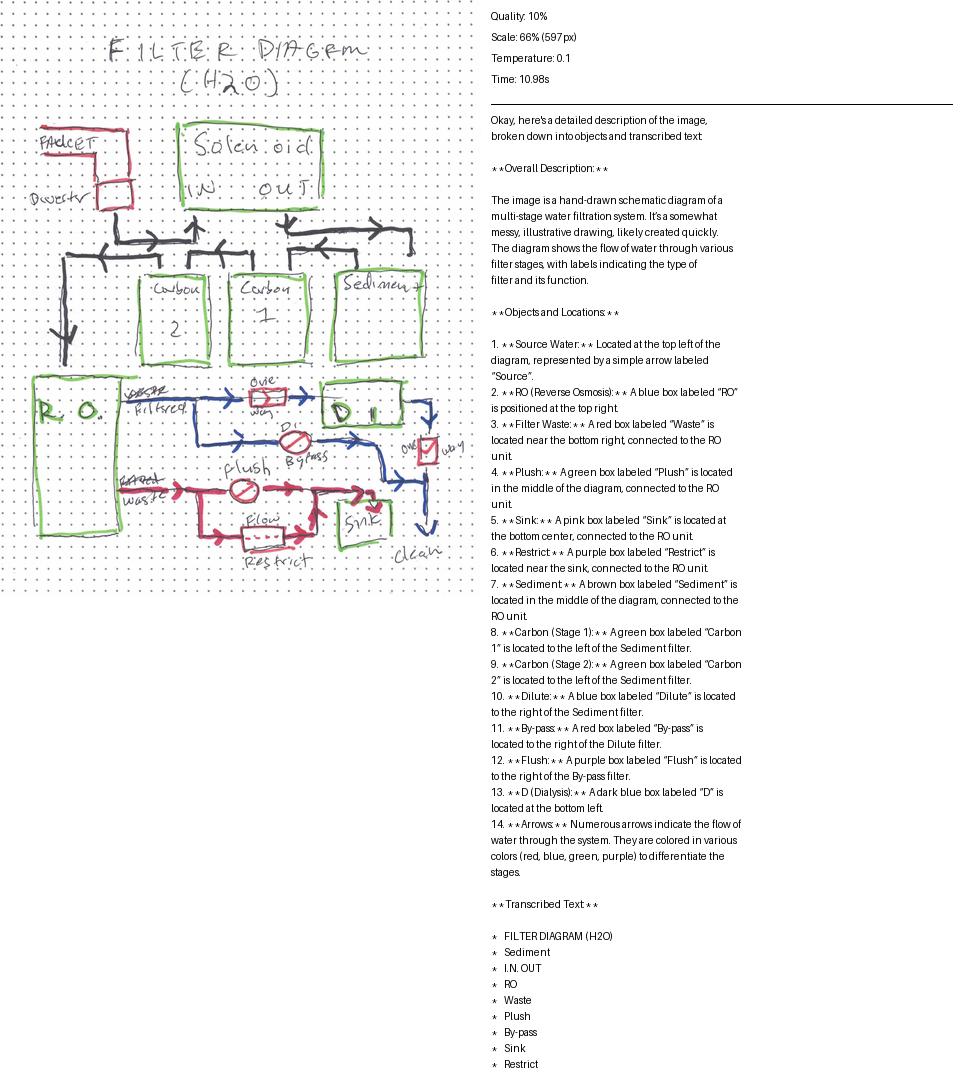 FILTER DIAGRAM
(H2O)
FAUCET
Diverter
Solenoid
IN OUT
Carbon
2
Carbon
1
Sediment
R.O.
Filtered
One
way
DI
DI
Bypass
One way
Waste
Flush
Flow
Restrict
Sink
Clean
Quality: 10%
Scale: 66% (597px)
Temperature: 0.1
Time: 10.98s
Okay, here's a detailed description of the image,
broken down into objects and transcribed text:
**Overall Description:**
The image is a hand-drawn schematic diagram of a
multi-stage water filtration system. It's a somewhat
messy, illustrative drawing, likely created quickly.
The diagram shows the flow of water through various
filter stages, with labels indicating the type of
filter and its function.
**Objects and Locations:**
1. **Source Water:** Located at the top left of the
diagram, represented by a simple arrow labeled
"Source".
2. **RO (Reverse Osmosis):** A blue box labeled "RO"
is positioned at the top right.
3. **Filter Waste:** A red box labeled "Waste" is
located near the bottom right, connected to the RO
unit.
4. **Plush:** A green box labeled "Plush" is located
in the middle of the diagram, connected to the RO
unit.
5. **Sink:** A pink box labeled "Sink" is located at
the bottom center, connected to the RO unit.
6. **Restrict:** A purple box labeled "Restrict" is
located near the sink, connected to the RO unit.
7. **Sediment:** A brown box labeled "Sediment" is
located in the middle of the diagram, connected to the
RO unit.
8. **Carbon (Stage 1):** A green box labeled "Carbon
1" is located to the left of the Sediment filter.
9. **Carbon (Stage 2):** A green box labeled "Carbon
2" is located to the left of the Sediment filter.
10. **Dilute:** A blue box labeled "Dilute" is located
to the right of the Sediment filter.
11. **By-pass:** A red box labeled "By-pass" is
located to the right of the Dilute filter.
12. **Flush:** A purple box labeled "Flush" is located
to the right of the By-pass filter.
13. **D (Dialysis):** A dark blue box labeled "D" is
located at the bottom left.
14. **Arrows:** Numerous arrows indicate the flow of
water through the system. They are colored in various
colors (red, blue, green, purple) to differentiate the
stages.
**Transcribed Text:**
* FILTER DIAGRAM (H2O)
* Sediment
* I.N. OUT
* RO
* Waste
* Plush
* By-pass
* Sink
* Restrict